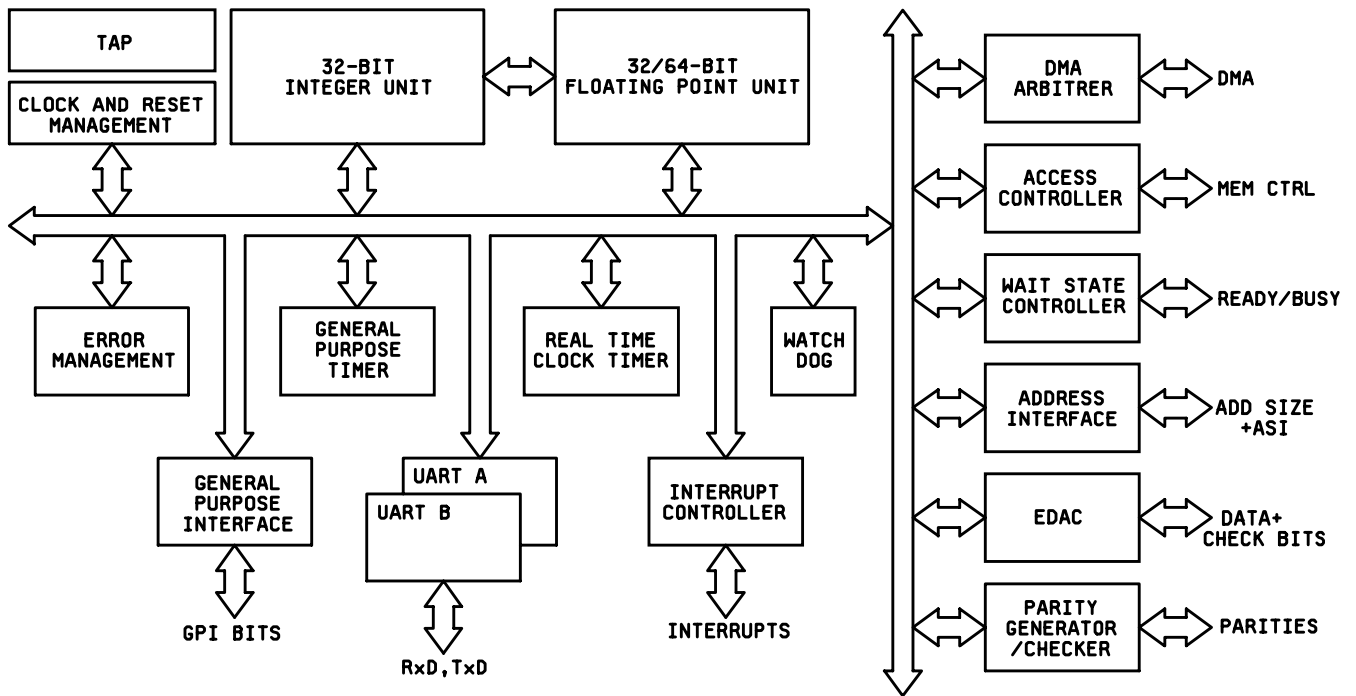 TAP
CLOCK AND RESET
MANAGEMENT
32-BIT
INTEGER UNIT
32/64-BIT
FLOATING POINT UNIT
DMA
ARBITRER
DMA
ACCESS
CONTROLLER
MEM CTRL
WAIT STATE
CONTROLLER
READY/BUSY
ADDRESS
INTERFACE
ADD SIZE
+ASI
EDAC
DATA+
CHECK BITS
PARITY
GENERATOR
/CHECKER
PARITIES
ERROR
MANAGEMENT
GENERAL
PURPOSE
TIMER
REAL TIME
CLOCK TIMER
WATCH
DOG
GENERAL
PURPOSE
INTERFACE
GPI BITS
UART A
UART B
RxD,TxD
INTERRUPT
CONTROLLER
INTERRUPTS